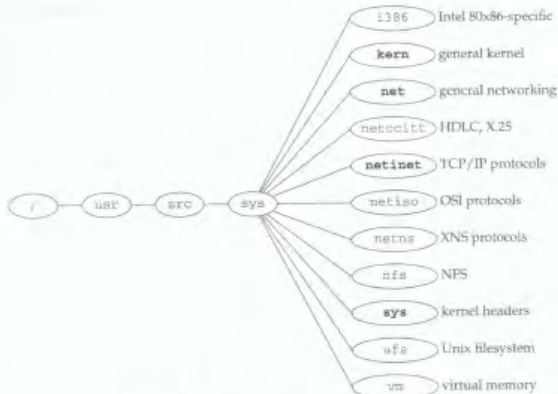 i386 Intel 80x86-specific
kern general kernel
net general networking
netccitt HDLC, X.25
netinet TCP/IP protocols
/ usr src sys netiso OSI protocols
netns XNS protocols
nfs NFS
sys kernel headers
ufs Unix filesystem
vm virtual memory